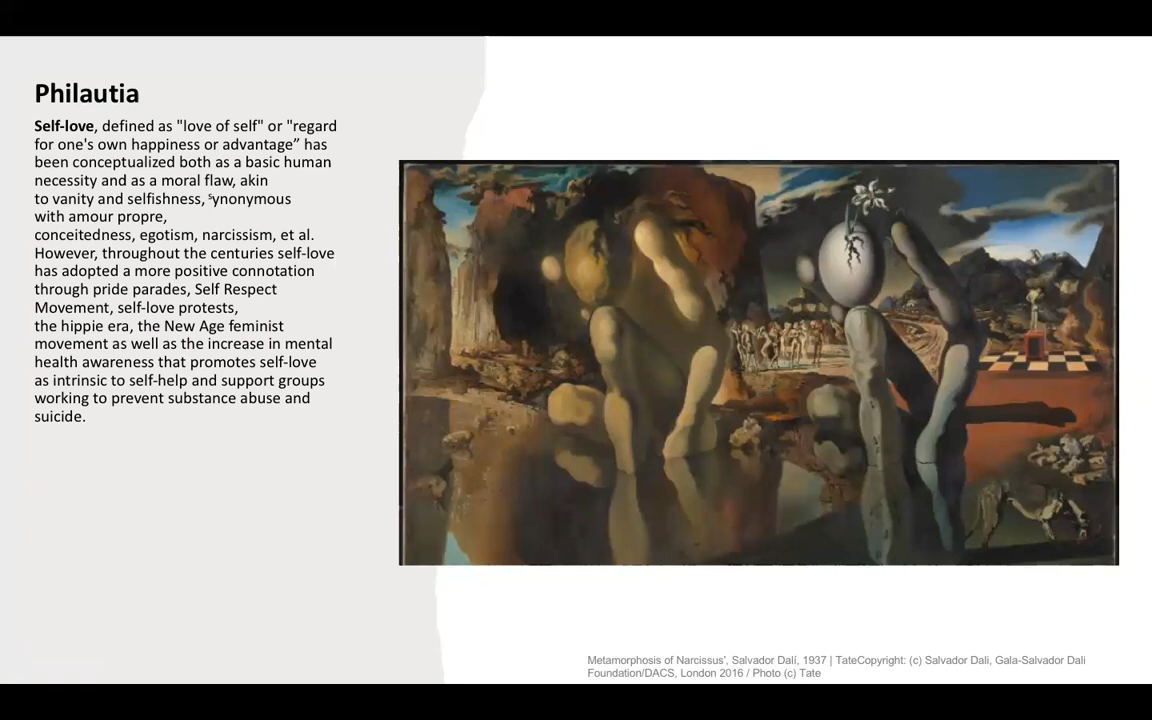 Philautia
Self-love, defined as "love of self" or "regard
for one's own happiness or advantage” has
been conceptualized both as a basic human
necessity and as a moral flaw, akin
to vanity and selfishness, synonymous
with amour propre,
conceitedness, egotism, narcissism, et al.
However, throughout the centuries self-love
has adopted a more positive connotation
through pride parades, Self Respect
Movement, self-love protests,
the hippie era, the New Age feminist
movement as well as the increase in mental
health awareness that promotes self-love
as intrinsic to self-help and support groups
working to prevent substance abuse and
suicide.
Metamorphosis of Narcissus', Salvador Dalí, 1937 | TateCopyright: (c) Salvador Dali, Gala-Salvador Dali
Foundation/DACS, London 2016 / Photo (c) Tate